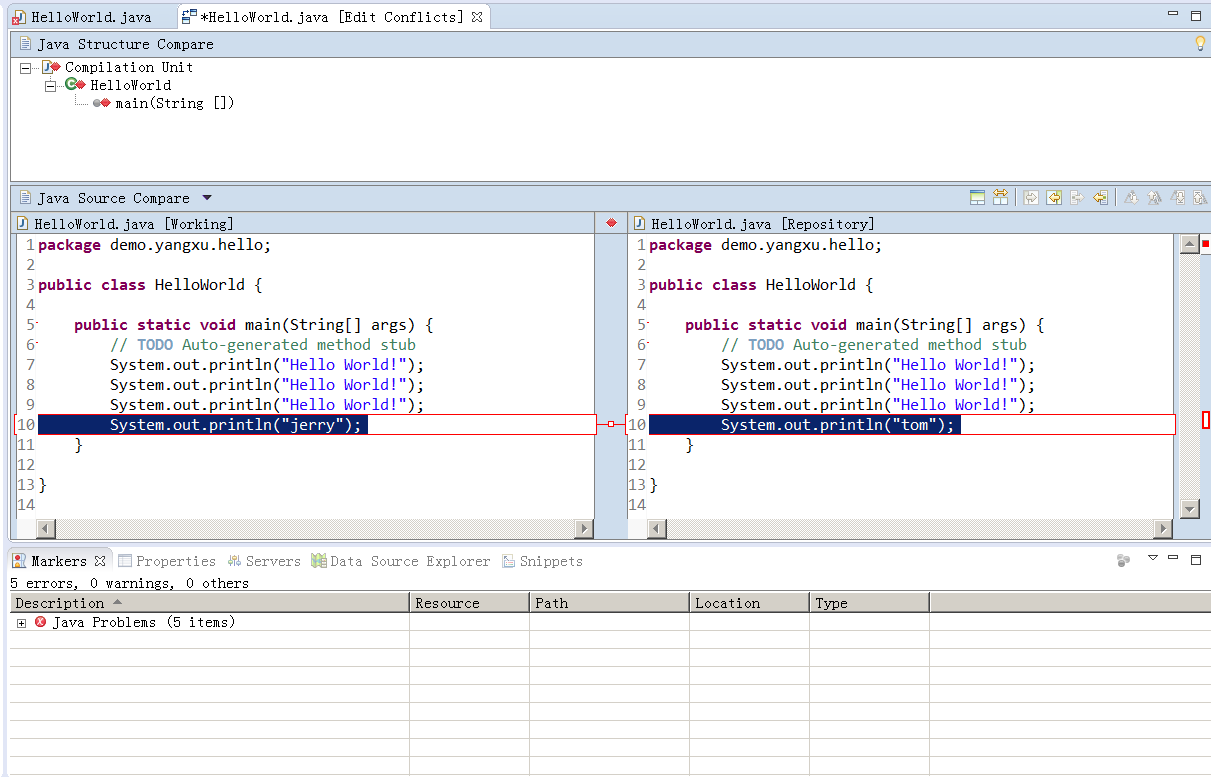 HelloWorld.java *HelloWorld.java [Edit Conflicts]
Java Structure Compare
Compilation Unit
HelloWorld
main(String [])
Java Source Compare
HelloWorld.java [Working]
1 package demo.yangxu.hello;
2
3 public class HelloWorld {
4
5 public static void main(String[] args) {
6 // TODO Auto-generated method stub
7 System.out.println("Hello World!");
8 System.out.println("Hello World!");
9 System.out.println("Hello World!");
10 System.out.println("jerry");
11 }
12
13 }
14
HelloWorld.java [Repository]
1 package demo.yangxu.hello;
2
3 public class HelloWorld {
4
5 public static void main(String[] args) {
6 // TODO Auto-generated method stub
7 System.out.println("Hello World!");
8 System.out.println("Hello World!");
9 System.out.println("Hello World!");
10 System.out.println("tom");
11 }
12
13 }
14
Markers Properties Servers Data Source Explorer Snippets
5 errors, 0 warnings, 0 others
Description Resource Path Location Type
Java Problems (5 items)